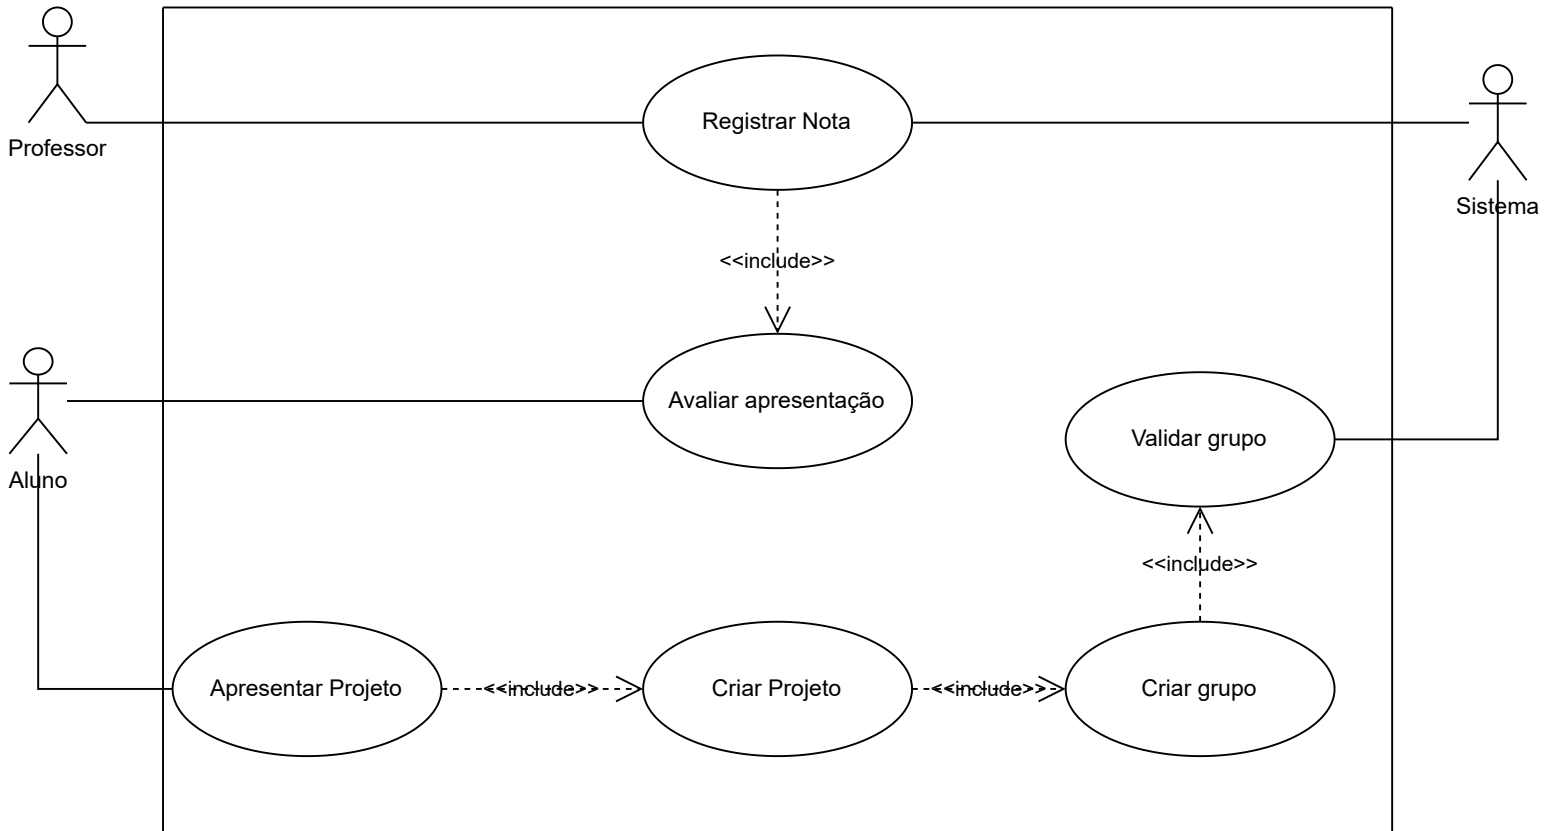 Registrar Nota
Professor
Sistema
<<include>>
Avaliar apresentação
Validar grupo
Aluno
<<include>>
Apresentar Projeto
<<include>>
Criar Projeto
<<include>>
Criar grupo